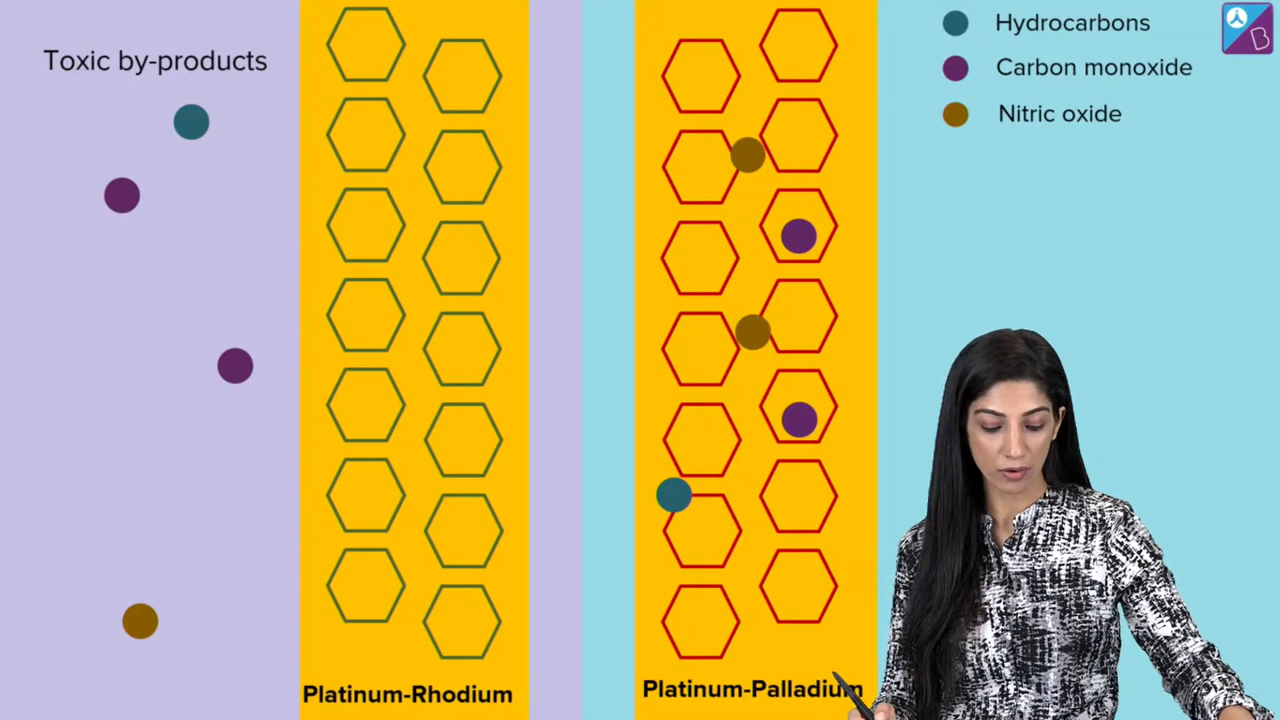 Toxic by-products
Hydrocarbons
Carbon monoxide
Nitric oxide
B
Platinum-Rhodium
Platinum-Palladium